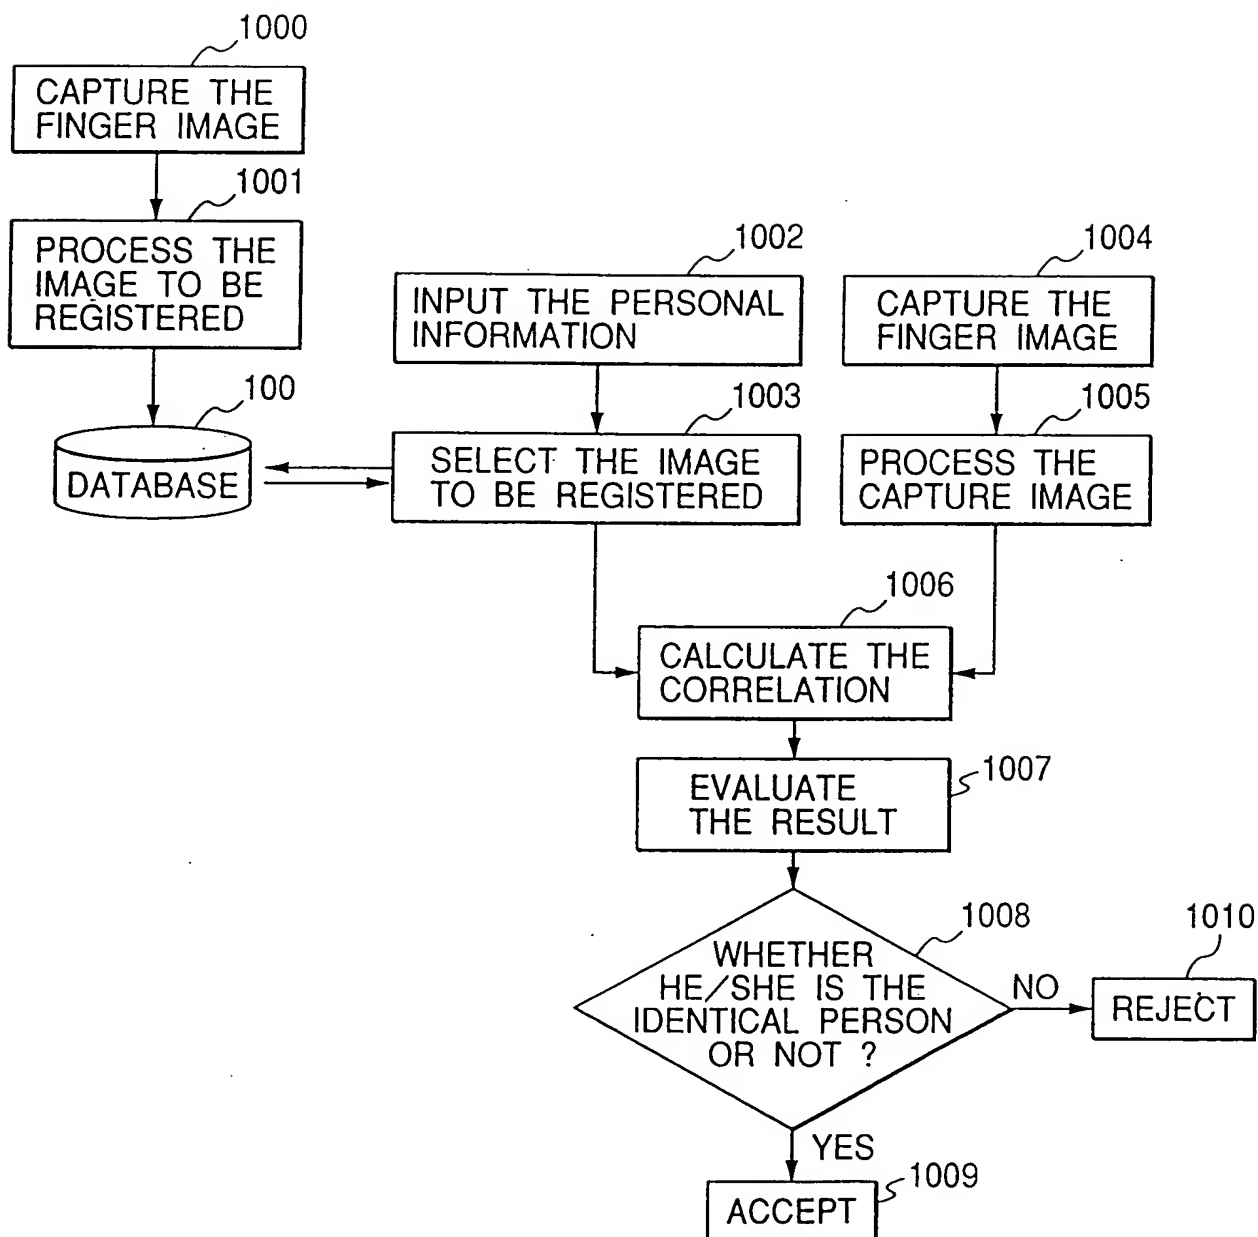 1000
CAPTURE THE
FINGER IMAGE
1001
PROCESS THE
IMAGE TO BE
REGISTERED
100
DATABASE
1002
INPUT THE PERSONAL
INFORMATION
1003
SELECT THE IMAGE
TO BE REGISTERED
1004
CAPTURE THE
FINGER IMAGE
1005
PROCESS THE
CAPTURE IMAGE
1006
CALCULATE THE
CORRELATION
1007
EVALUATE
THE RESULT
1008
WHETHER
HE/SHE IS THE
IDENTICAL PERSON
OR NOT ?
NO
1010
REJECT
YES
1009
ACCEPT